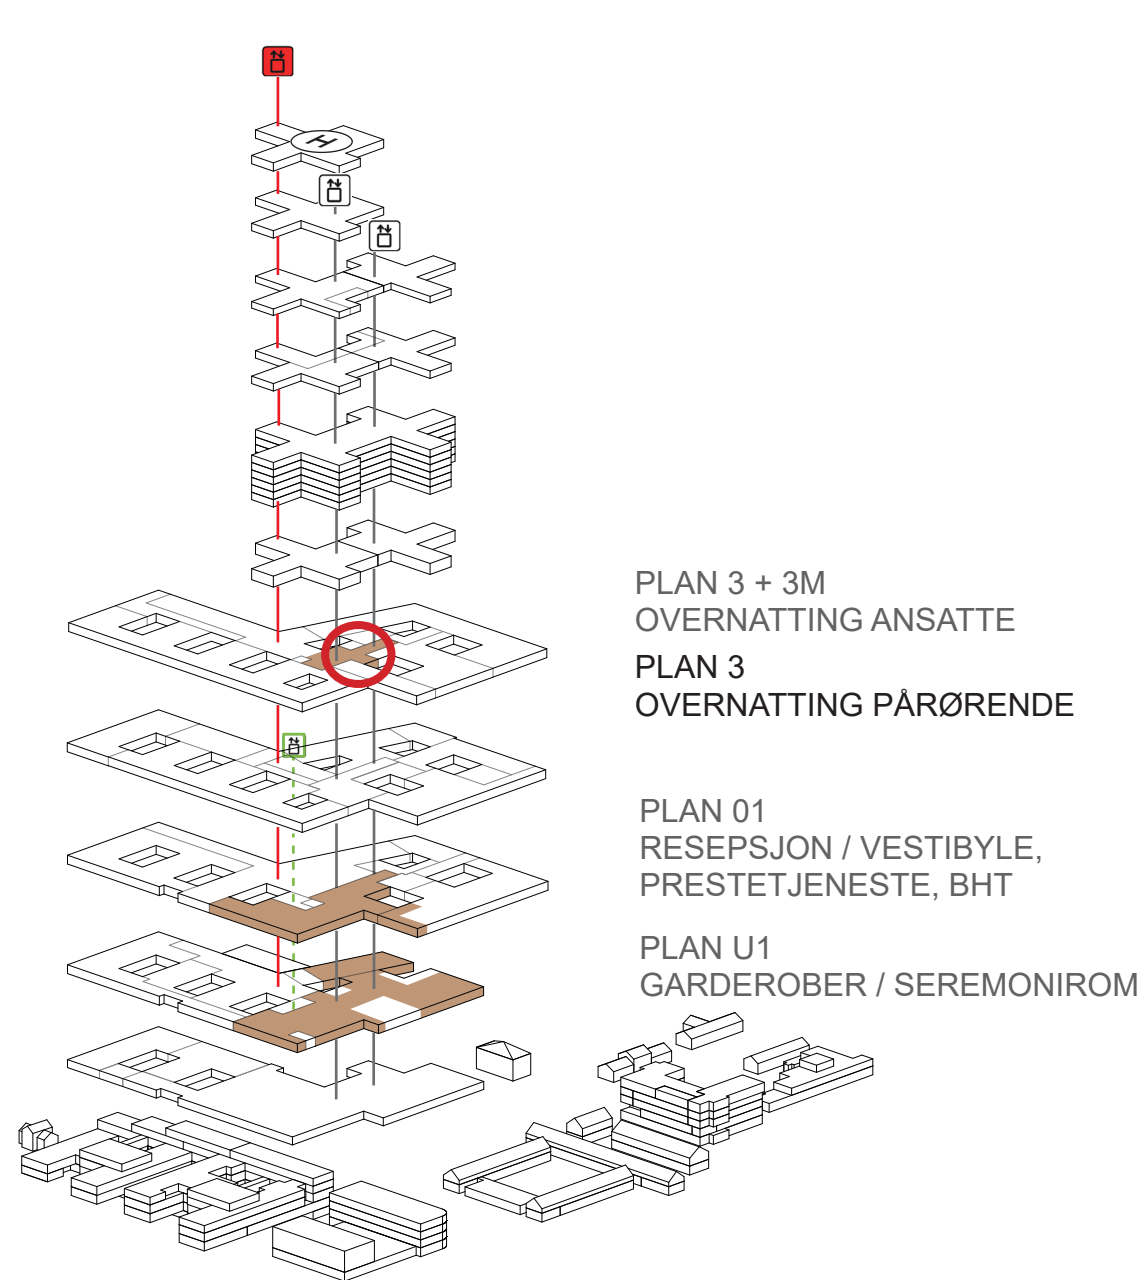 H
PLAN 3 + 3M
OVERNATTING ANSATTE
PLAN 3
OVERNATTING PÅRØRENDE
PLAN 01
RESEPSJON / VESTIBYLE,
PRESTETJENESTE, BHT
PLAN U1
GARDEROBER / SEREMONIROM